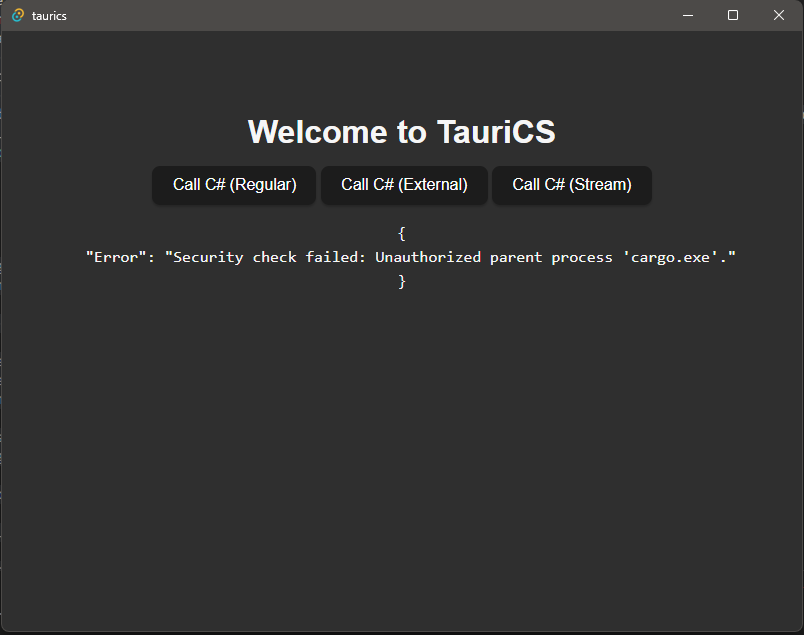 taurics
Welcome to TauriCS
Call C# (Regular) Call C# (External) Call C# (Stream)
{
"Error": "Security check failed: Unauthorized parent process 'cargo.exe'."
}